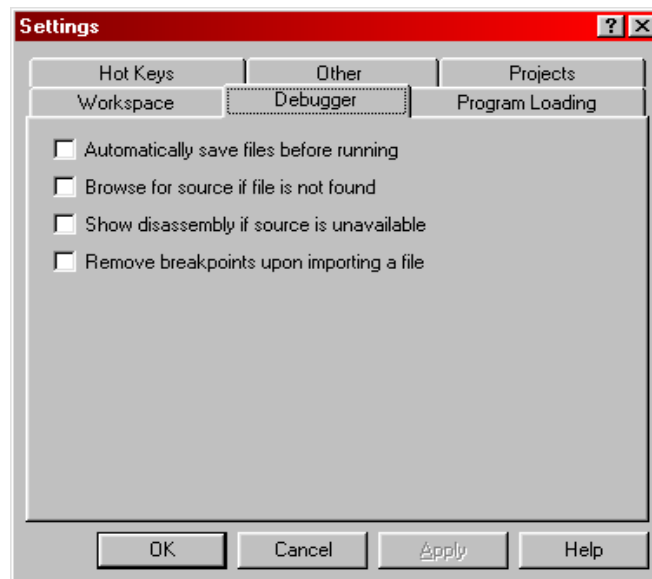 Settings
Hot Keys Other Projects
Workspace Debugger Program Loading
Automatically save files before running
Browse for source if file is not found
Show disassembly if source is unavailable
Remove breakpoints upon importing a file
OK Cancel Apply Help